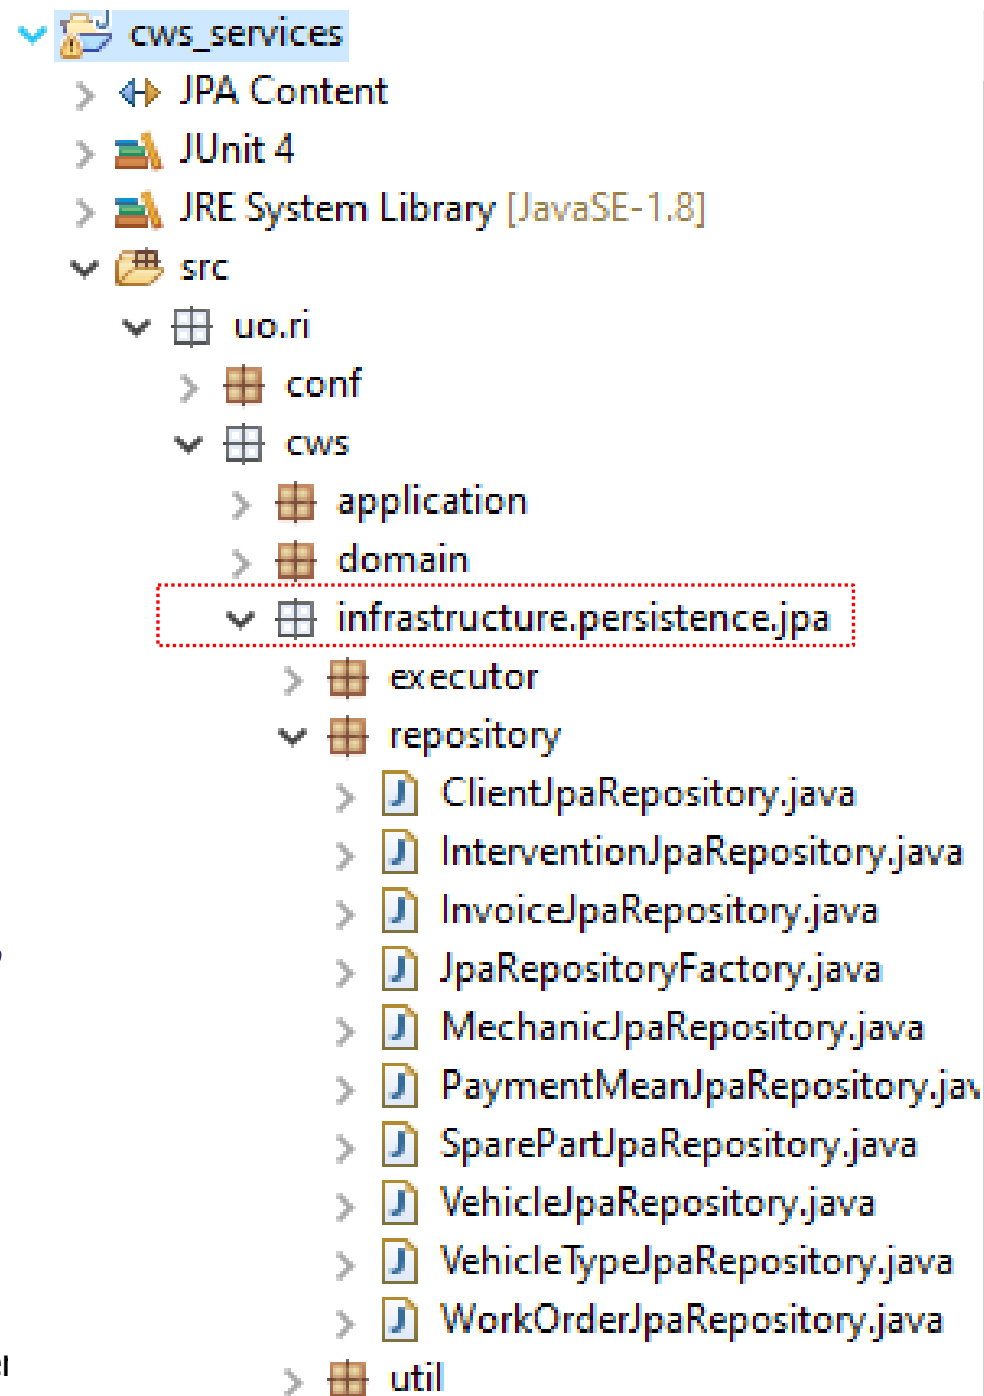 cws_services
JPA Content
JUnit 4
JRE System Library [JavaSE-1.8]
src
uo.ri
conf
cws
application
domain
infrastructure.persistence.jpa
executor
repository
ClientJpaRepository.java
InterventionJpaRepository.java
InvoiceJpaRepository.java
JpaRepositoryFactory.java
MechanicJpaRepository.java
PaymentMeanJpaRepository.jav
SparePartJpaRepository.java
VehicleJpaRepository.java
VehicleTypeJpaRepository.java
WorkOrderJpaRepository.java
util